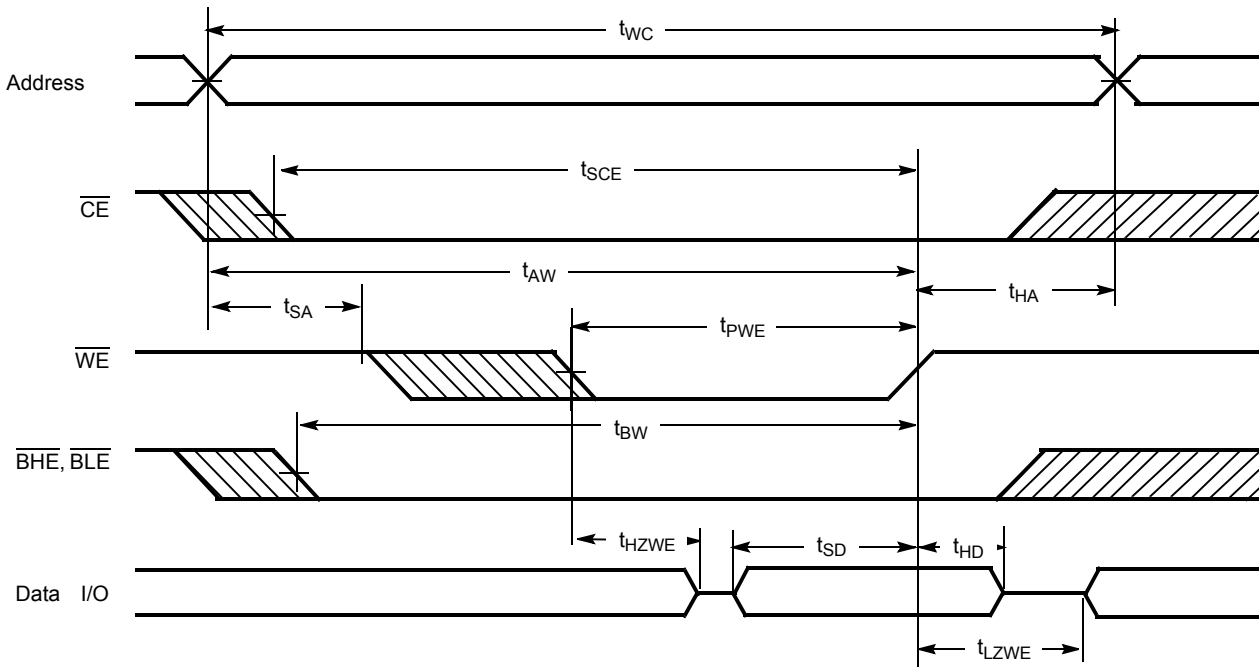 tWC
Address
tSCE
CE
tAW
tHA
tSA
tPWE
WE
tBW
BHE, BLE
tHZWE
tSD
tHD
Data I/O
tLZWE